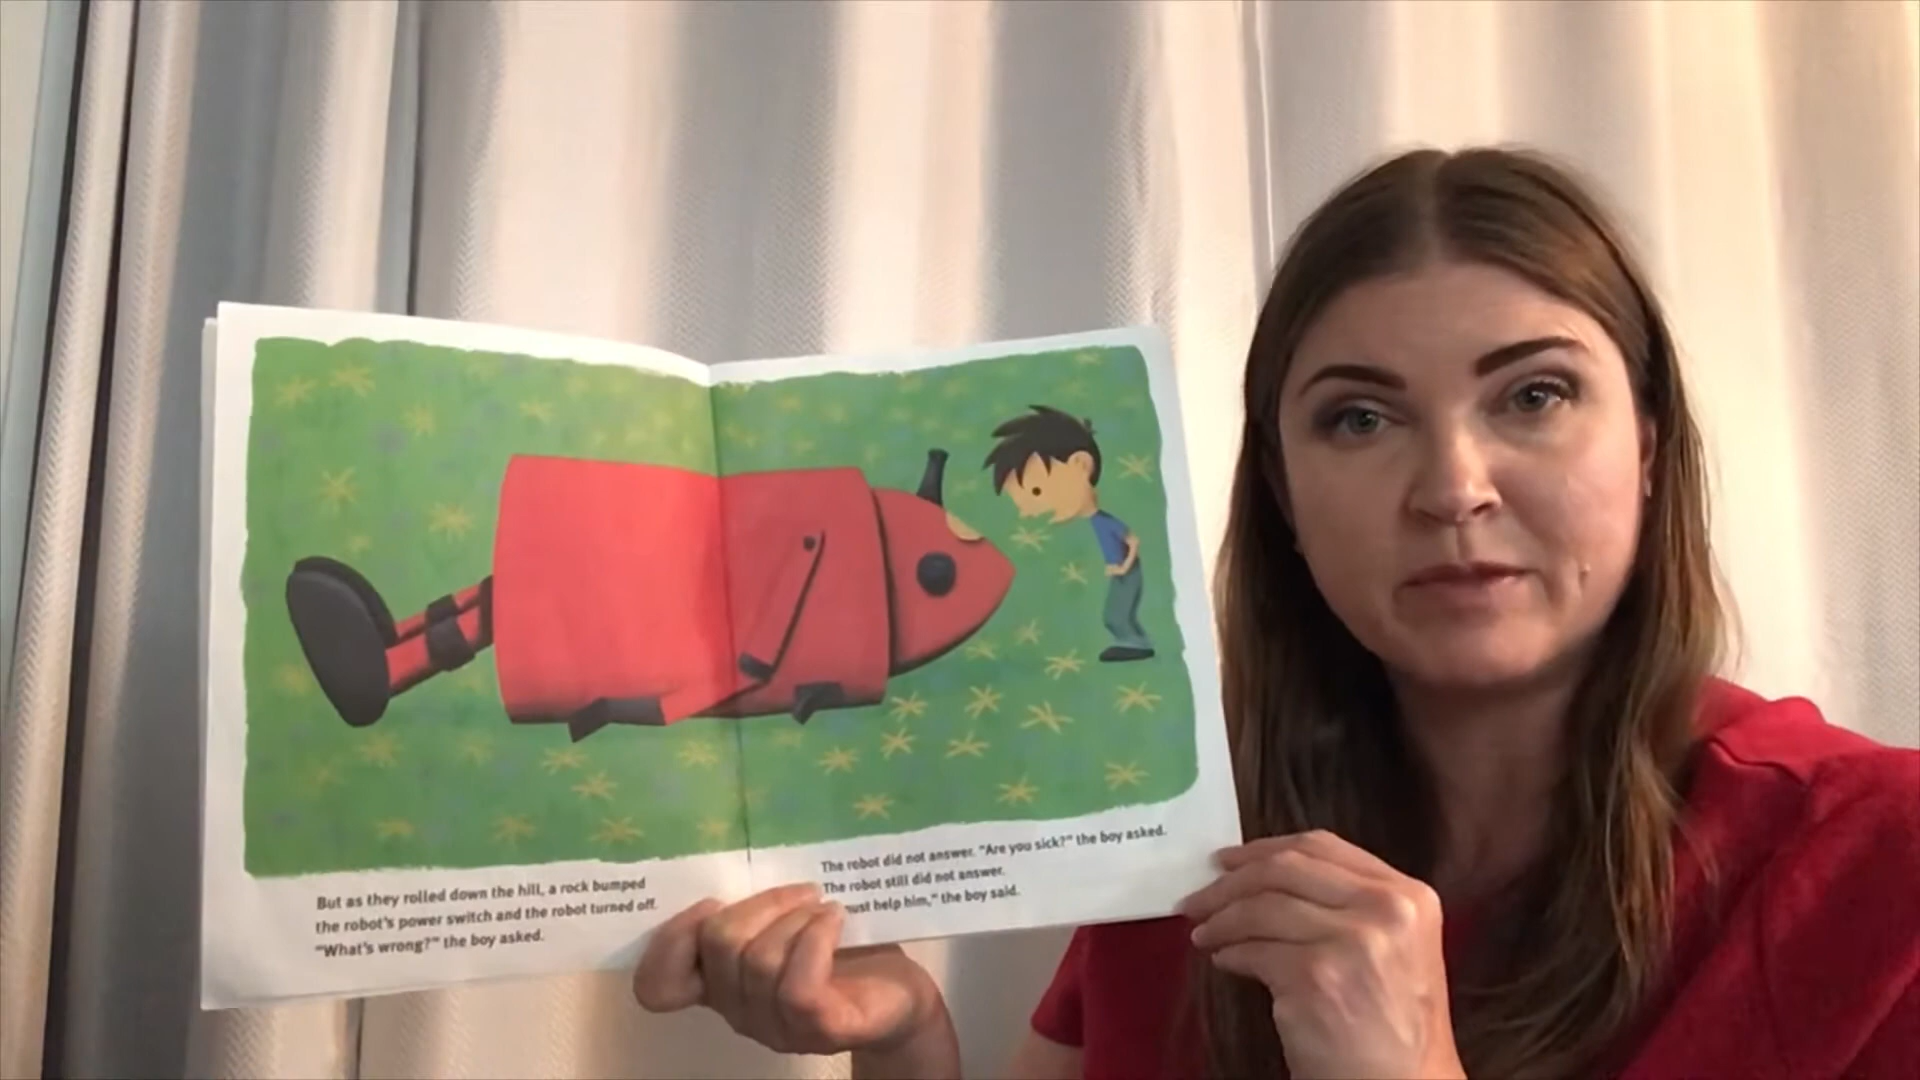 But as they rolled down the hill, a rock bumped
the robot's power switch and the robot turned off.
"What's wrong?" the boy asked.
The robot did not answer. "Are you sick?" the boy asked.
The robot still did not answer.
help him," the boy said.